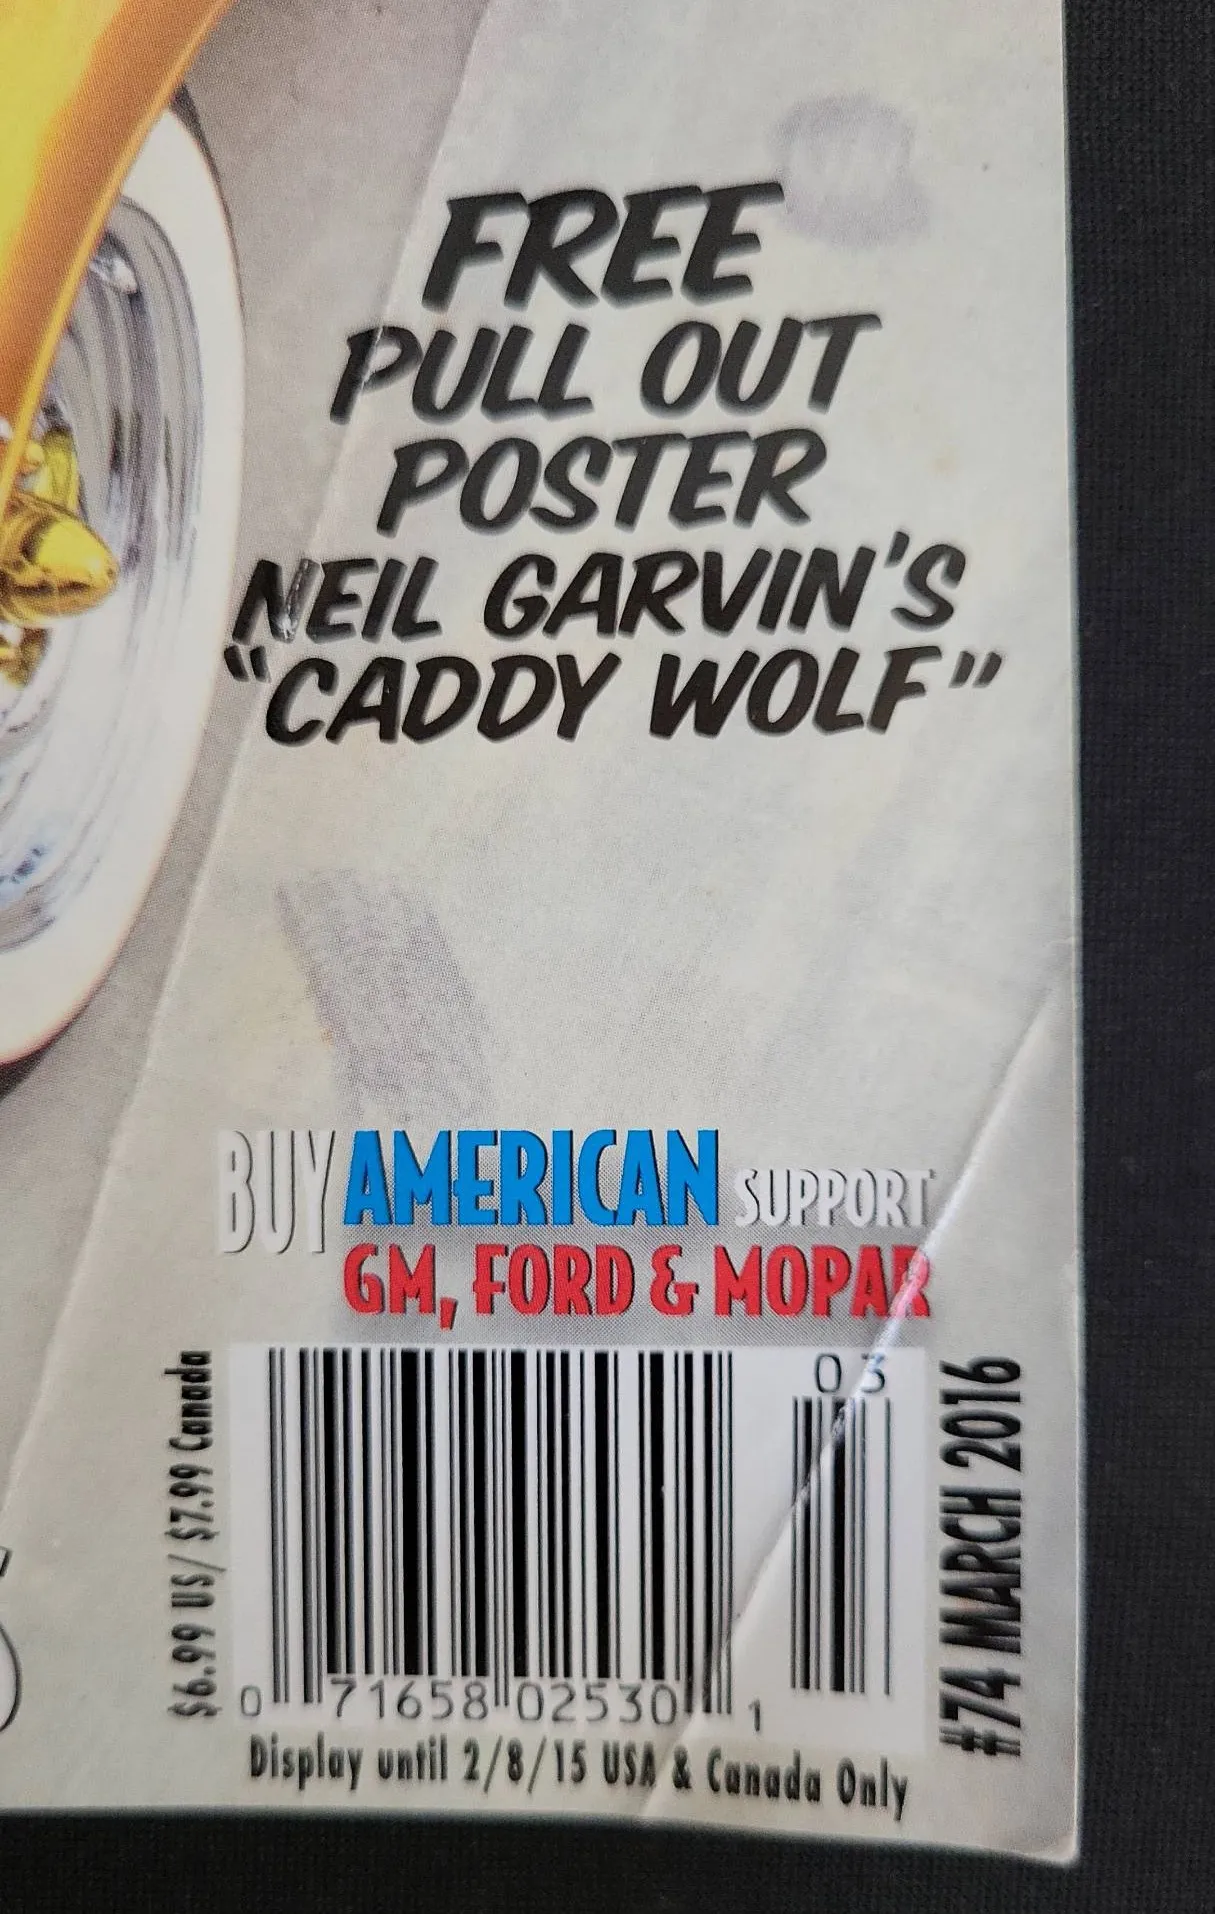 FREE
PULL OUT
POSTER
NEIL GARVIN'S
"CADDY WOLF"
BUY AMERICAN SUPPORT
GM, FORD & MOPAR
$6.99 US/ $7.99 Canada
03
#74 MARCH 2016
0 71658 02530 1
Display until 2/8/15 USA & Canada Only